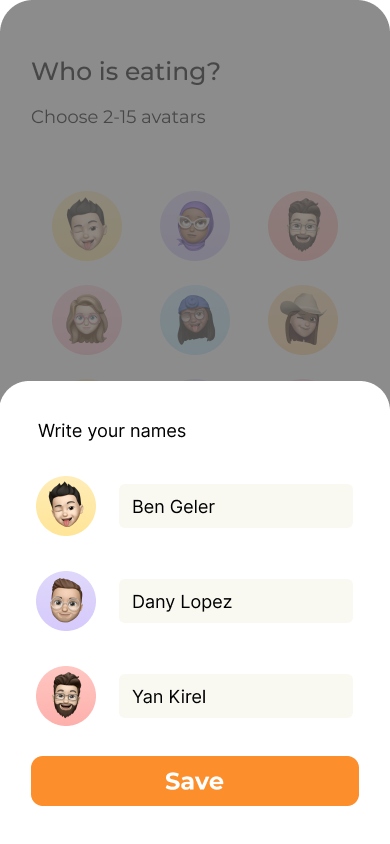 Who is eating?
Choose 2-15 avatars
Write your names
Ben Geler
Dany Lopez
Yan Kirel
Save